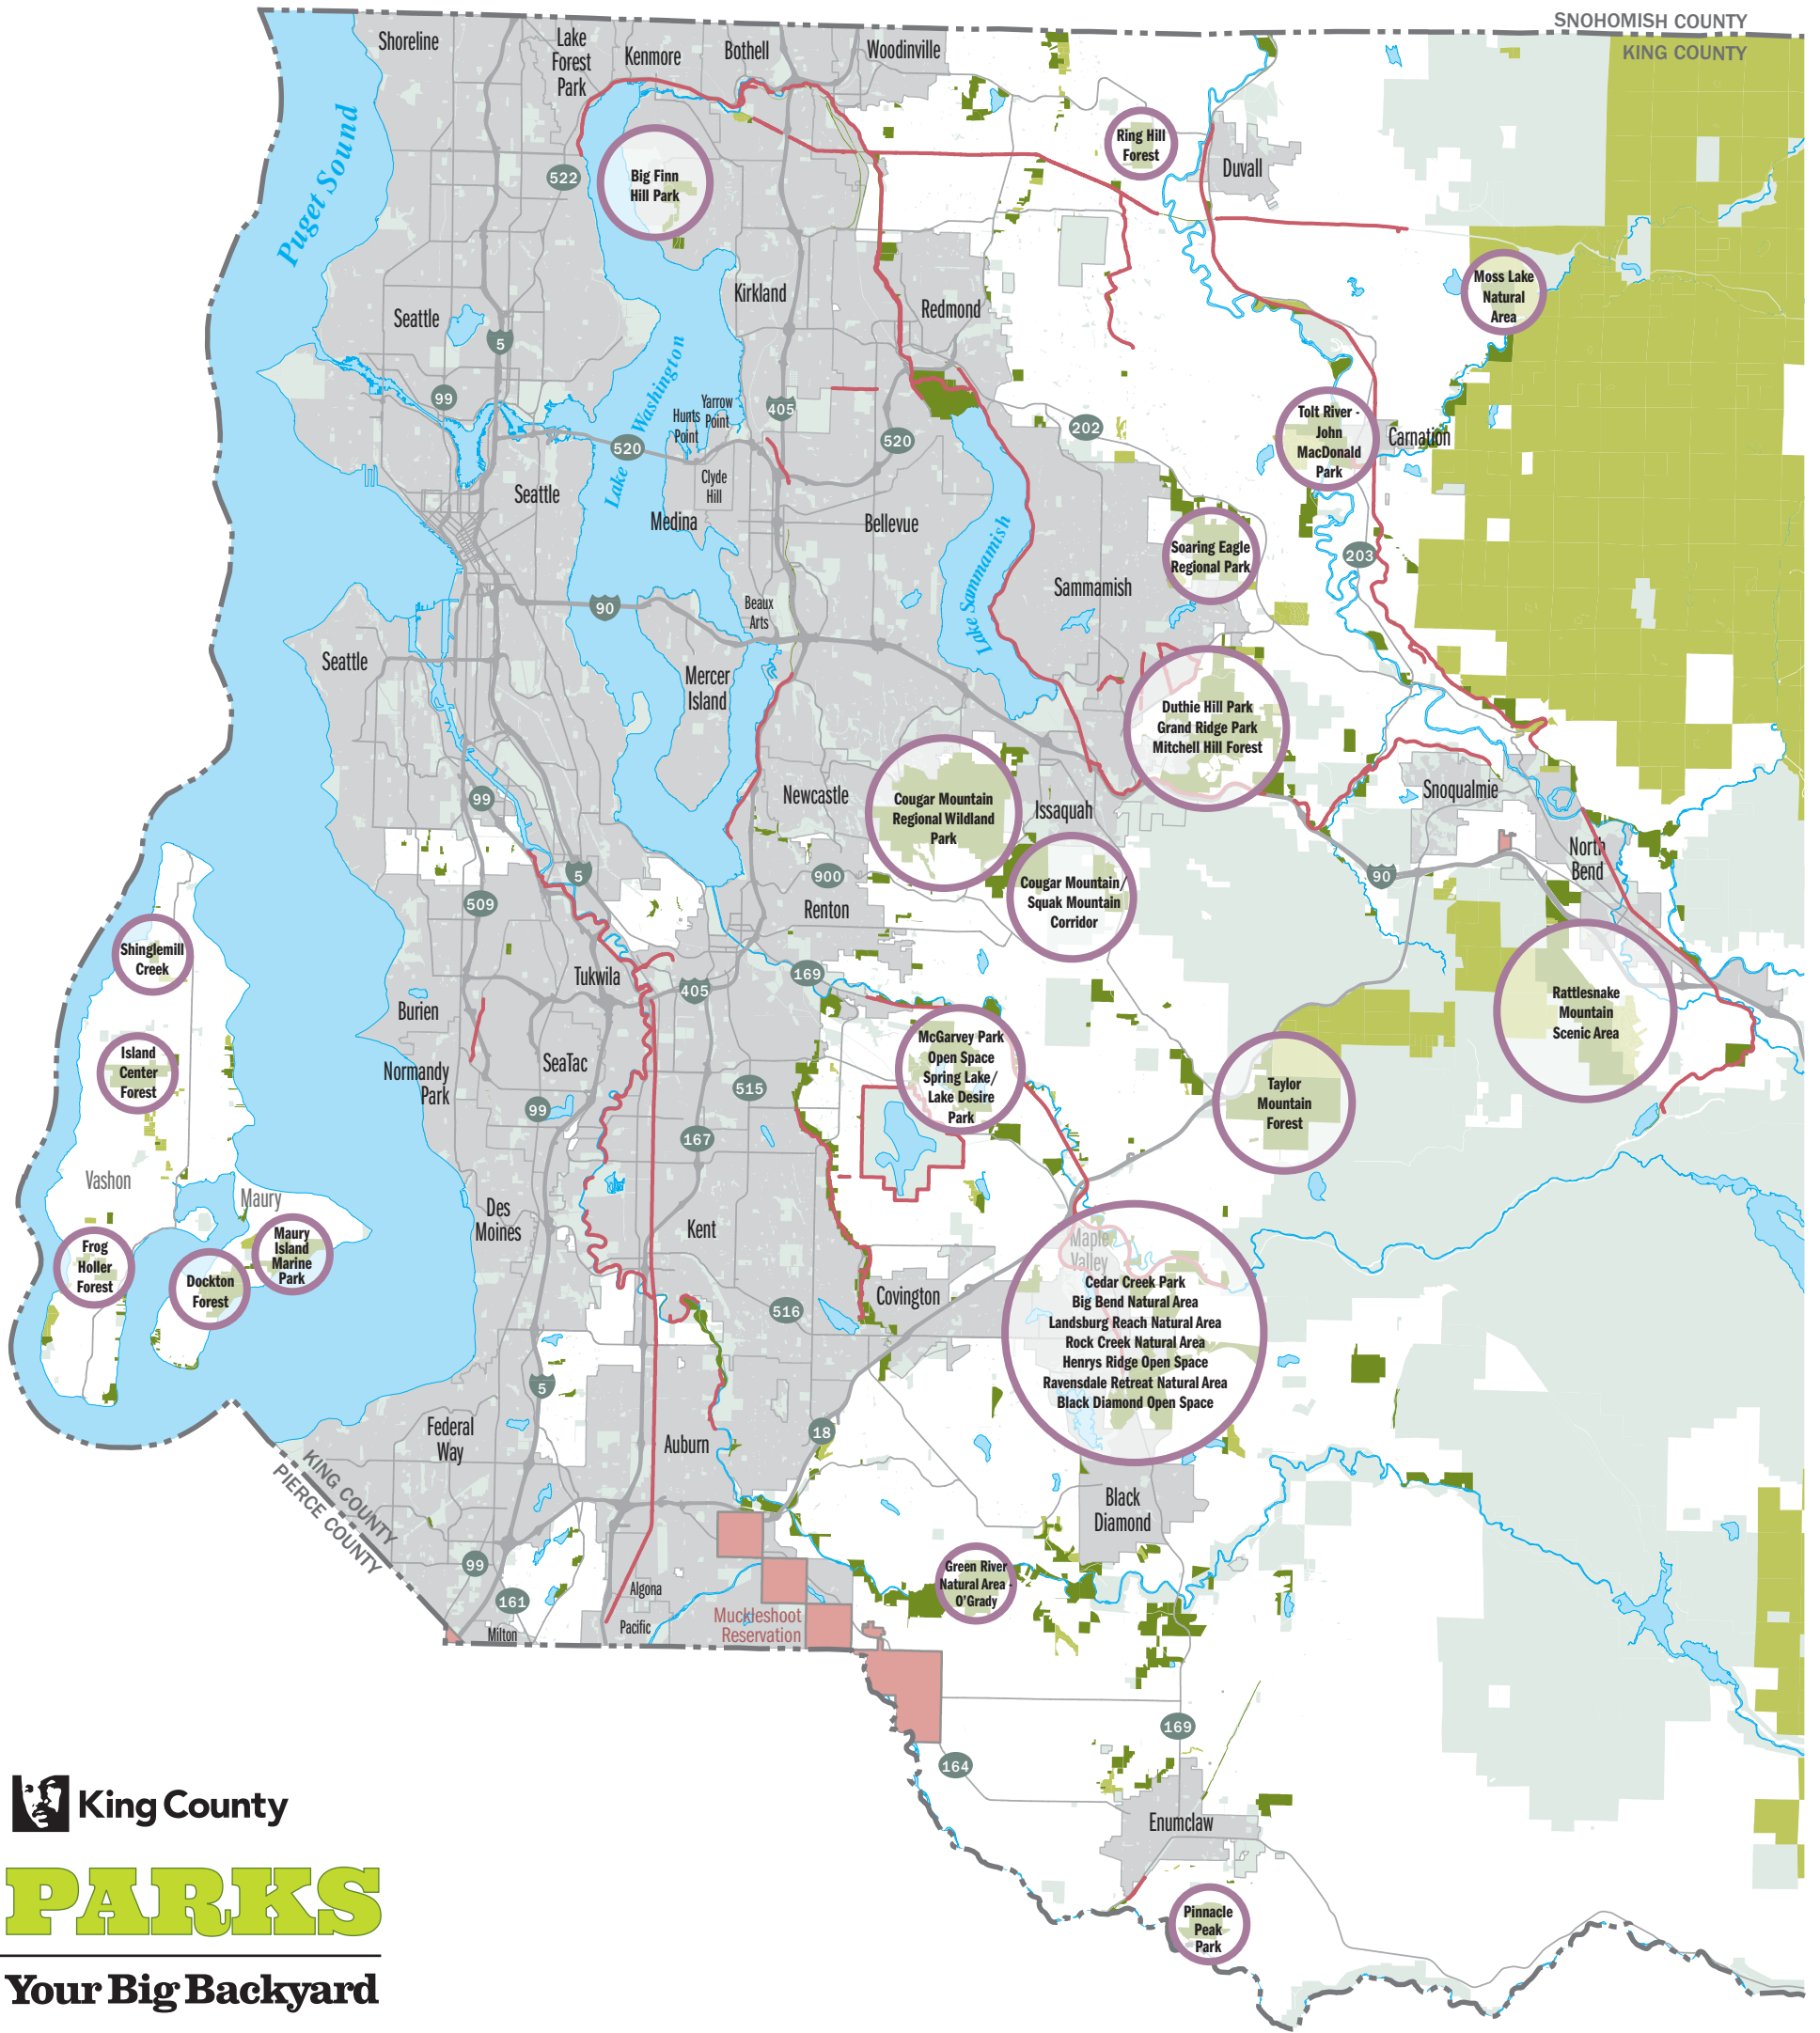 SNOHOMISH COUNTY
KING COUNTY
Shoreline
Lake
Forest
Park
Kenmore
Bothell
Woodinville
Puget Sound
522
Big Finn
Hill Park
Ring Hill
Forest
Duvall
Moss Lake
Natural
Area
Seattle
5
Kirkland
Redmond
99
Lake Washington
Hunts
Point
Yarrow
Point
405
520
520
202
Tolt River -
John
MacDonald
Park
Carnation
Seattle
Clyde
Hill
Medina
Bellevue
Lake Sammamish
Soaring Eagle
Regional Park
203
Sammamish
90
Beaux
Arts
Seattle
Mercer
Island
Duthie Hill Park
Grand Ridge Park
Mitchell Hill Forest
99
Newcastle
Cougar Mountain
Regional Wildland
Park
Issaquah
Snoqualmie
North
Bend
5
900
90
509
Renton
Cougar Mountain/
Squak Mountain
Corridor
Shinglemill
Creek
Tukwila
405
169
Burien
Rattlesnake
Mountain
Scenic Area
Island
Center
Forest
SeaTac
Normandy
Park
McGarvey Park
Open Space
Spring Lake/
Lake Desire
Park
515
99
167
Taylor
Mountain
Forest
Vashon
Maury
Des
Moines
Kent
Frog
Holler
Forest
Dockton
Forest
Maury
Island
Marine
Park
Maple
Valley
Cedar Creek Park
Big Bend Natural Area
Landsburg Reach Natural Area
Rock Creek Natural Area
Henrys Ridge Open Space
Ravensdale Retreat Natural Area
Black Diamond Open Space
516
Covington
5
Federal
Way
Auburn
18
KING COUNTY
PIERCE COUNTY
Black
Diamond
99
161
Algona
Pacific
Milton
Muckleshoot
Reservation
Green River
Natural Area -
O'Grady
169
164
Enumclaw
Pinnacle
Peak
Park
King County
PARKS
Your Big Backyard